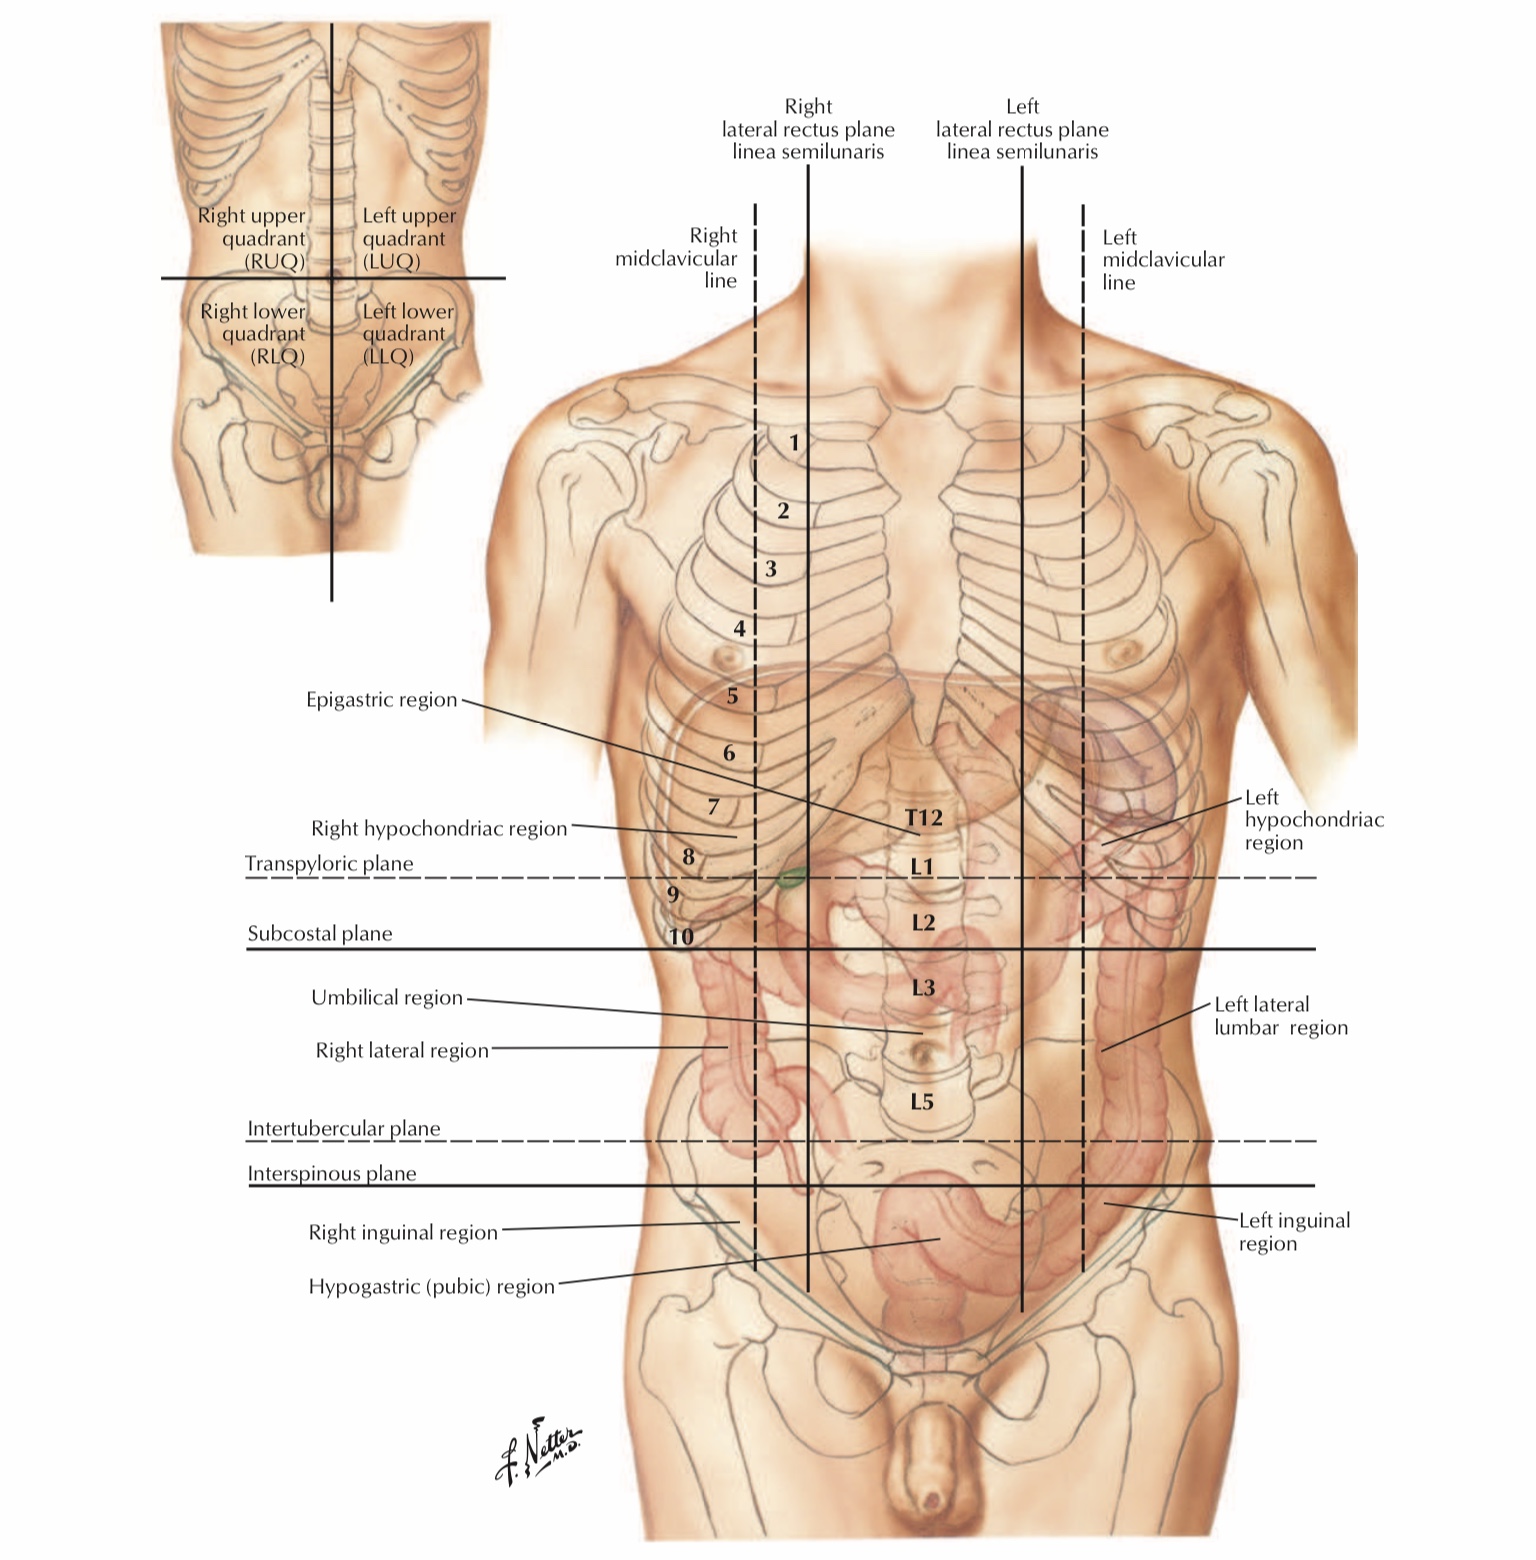 Right upper
quadrant
(RUQ)
Left upper
quadrant
(LUQ)
Right lower
quadrant
(RLQ)
Left lower
quadrant
(LLQ)
Right
lateral rectus plane
linea semilunaris
Left
lateral rectus plane
linea semilunaris
Right
midclavicular
line
Left
midclavicular
line
1
2
3
4
5
6
7
8
9
10
Epigastric region
Right hypochondriac region
Transpyloric plane
Subcostal plane
Umbilical region
Right lateral region
Intertubercular plane
Interspinous plane
Right inguinal region
Hypogastric (pubic) region
T12
L1
L2
L3
L5
Left
hypochondriac
region
Left lateral
lumbar region
Left inguinal
region
F. Netter
M.D.